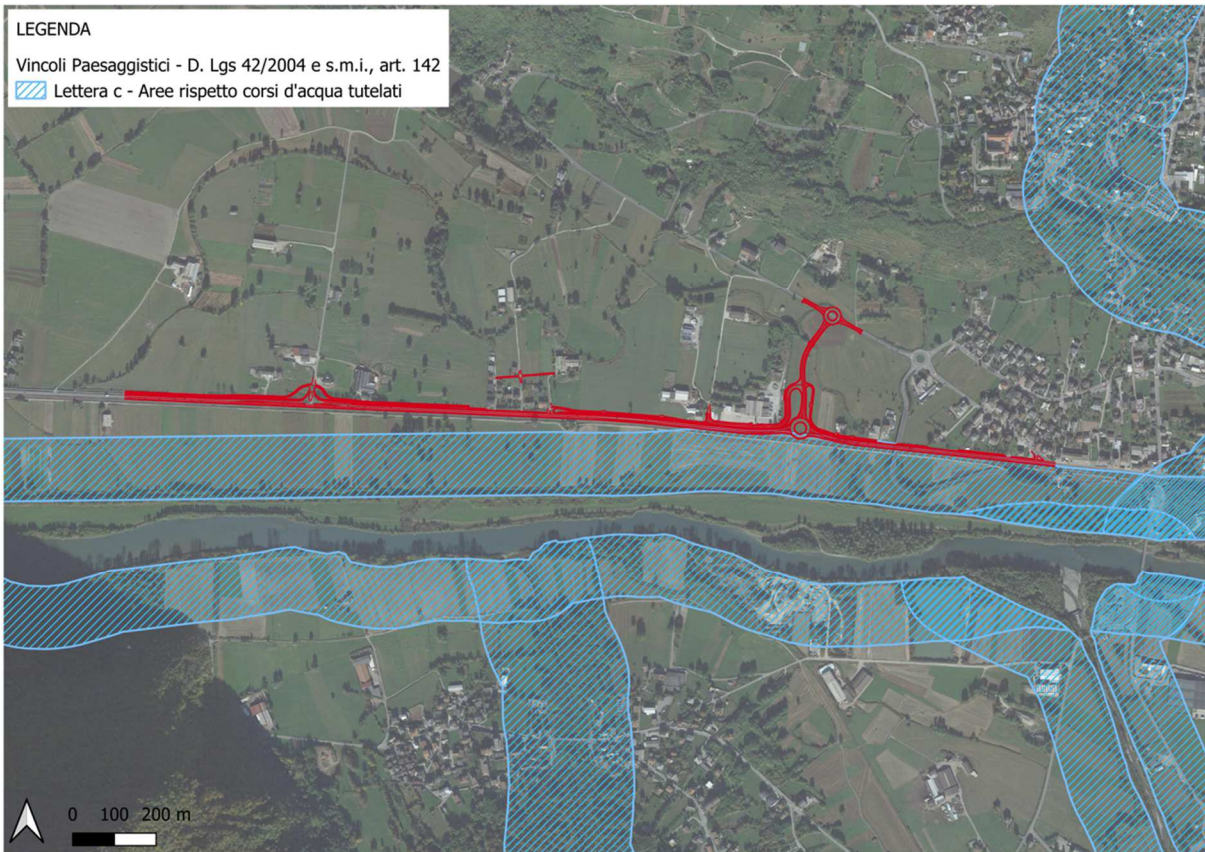 LEGENDA
Vincoli Paesaggistici - D. Lgs 42/2004 e s.m.i., art. 142
Lettera c - Aree rispetto corsi d'acqua tutelati
0 100 200 m